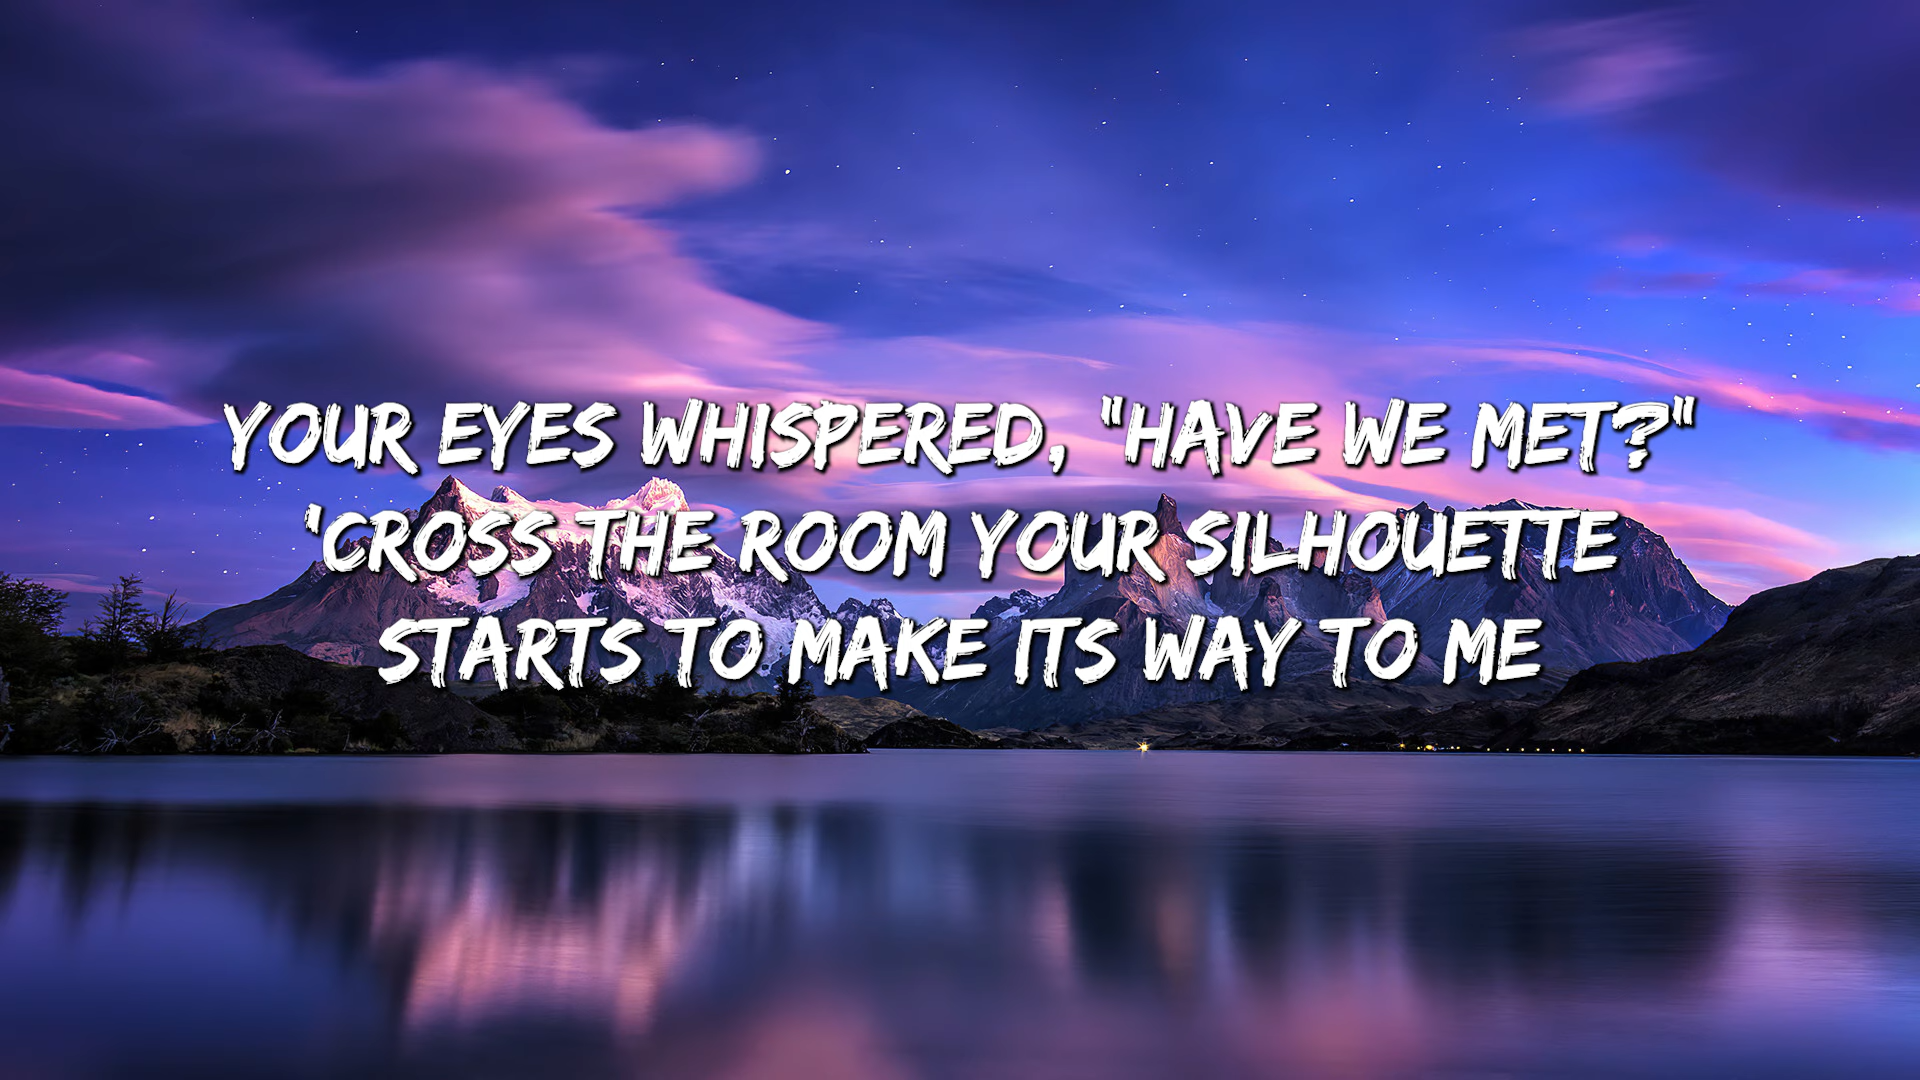 YOUR EYES WHISPERED, "HAVE WE MET?"
'CROSS THE ROOM YOUR SILHOUETTE
STARTS TO MAKE ITS WAY TO ME